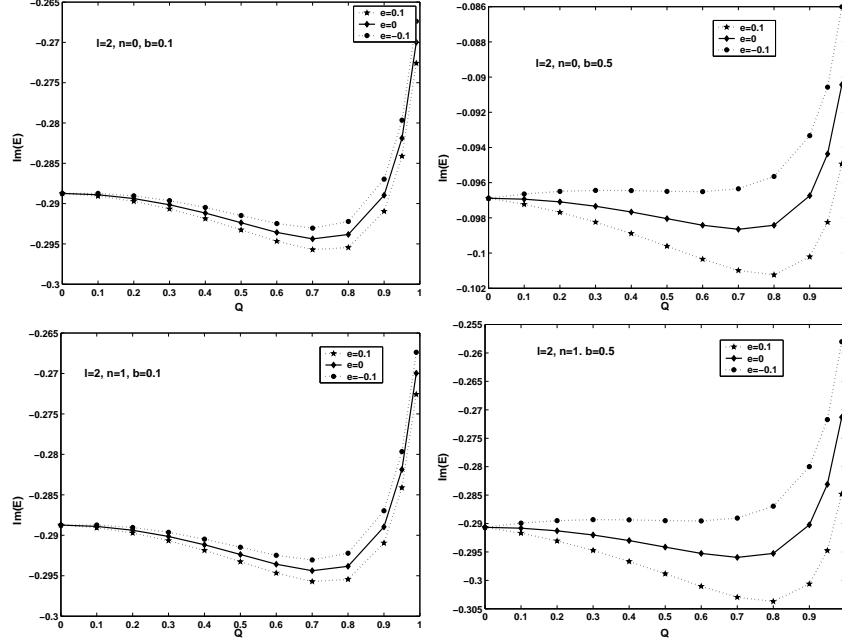 −0.265
−0.27
−0.275
−0.28
−0.285
−0.29
−0.295
−0.3
Im(E)
l=2, n=0, b=0.1
e=0.1
e=0
e=−0.1
0 0.1 0.2 0.3 0.4 0.5 0.6 0.7 0.8 0.9 1
Q
−0.086
−0.09
−0.092
−0.094
−0.096
−0.098
−0.1
−0.102
Im(E)
l=2, n=0, b=0.5
e=0.1
e=0
e=−0.1
0 0.1 0.2 0.3 0.4 0.5 0.6 0.7 0.8 0.9
Q
−0.265
−0.27
−0.275
−0.28
−0.285
−0.29
−0.295
−0.3
Im(E)
l=2, n=1, b=0.1
e=0.1
e=0
e=−0.1
0 0.1 0.2 0.3 0.4 0.5 0.6 0.7 0.8 0.9 1
Q
−0.255
−0.26
−0.27
−0.275
−0.28
−0.285
−0.29
−0.295
−0.3
−0.305
Im(E)
l=2, n=1. b=0.5
e=0.1
e=0
e=−0.1
0 0.1 0.2 0.3 0.4 0.5 0.6 0.7 0.8 0.9
Q